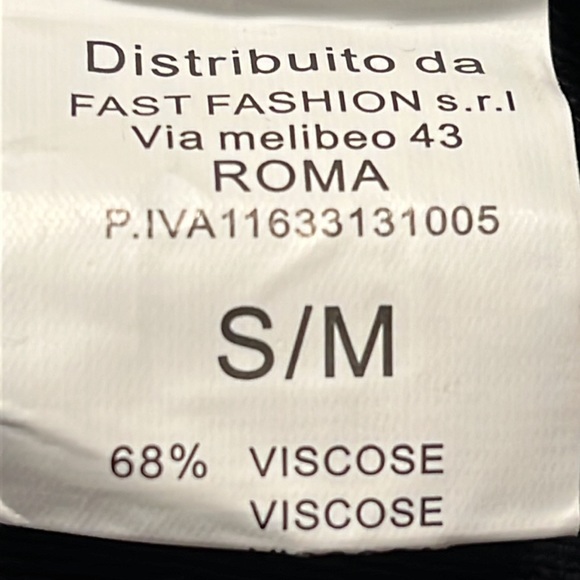 Distribuito da
FAST FASHION s.r.l
Via melibeo 43
ROMA
P.IVA11633131005
S/M
68% VISCOSE
VISCOSE